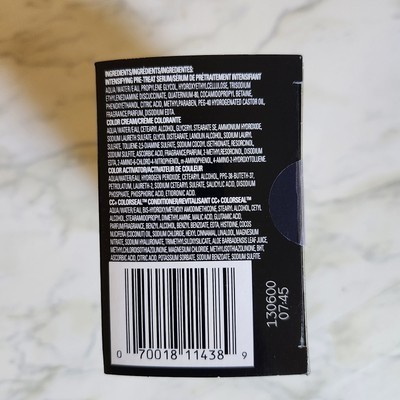 INGREDIENTS/INGRÉDIENTS/INGREDIENTES:
INTENSIFYING PRE-TREAT SERUM/SÉRUM DE PRÉTRAITEMENT INTENSIFIANT
AQUA/WATER/EAU, PROPYLENE GLYCOL, HYDROXYETHYLCELLULOSE, TRISODIUM
ETHYLENEDIAMINE DISUCCINATE, QUATERNIUM-80, COCAMIDOPROPYL BETAINE,
PHENOXYETHANOL, CITRIC ACID, METHYLPARABEN, PEG-40 HYDROGENATED CASTOR OIL,
FRAGRANCE/PARFUM, DISODIUM EDTA.
COLOR CREAM/CRÈME COLORANTE
AQUA/WATER/EAU, CETEARYL ALCOHOL, GLYCERYL STEARATE SE, AMMONIUM HYDROXIDE,
SODIUM LAURETH SULFATE, GLYCOL DISTEARATE, LANOLIN ALCOHOL, SODIUM LAURYL
SULFATE, TOLUENE-2,5-DIAMINE SULFATE, SODIUM COCOYL ISETHIONATE, RESORCINOL,
SODIUM SULFITE, ASCORBIC ACID, FRAGRANCE/PARFUM, 2-METHYLRESORCINOL, DISODIUM
EDTA, 2-AMINO-6-CHLORO-4-NITROPHENOL, m-AMINOPHENOL, 4-AMINO-2-HYDROXYTOLUENE.
COLOR ACTIVATOR/ACTIVATEUR DE COULEUR
AQUA/WATER/EAU, HYDROGEN PEROXIDE, CETEARYL ALCOHOL, PPG-38-BUTETH-37,
PETROLATUM, LAURETH-2, SODIUM CETEARYL SULFATE, SALICYLIC ACID, DISODIUM
PHOSPHATE, PHOSPHORIC ACID, ETIDRONIC ACID.
CC+ COLORSEAL™ CONDITIONER/REVITALISANT CC+ COLORSEAL™
AQUA/WATER/EAU, BIS-HYDROXY/METHOXY AMODIMETHICONE, STEARYL ALCOHOL, CETYL
ALCOHOL, STEARAMIDOPROPYL DIMETHYLAMINE, MALIC ACID, GLUTAMIC ACID,
PARFUM/FRAGRANCE, BENZYL ALCOHOL, EDTA, HISTIDINE, COCOS
NUCIFERA (COCONUT) OIL, SODIUM CHLORIDE, HEXYL CINNAMAL, LINALOOL, MAGNESIUM
NITRATE, SODIUM HYALURONATE, TRIMETHYLSILOXYSILICATE, ALOE BARBADENSIS LEAF JUICE,
METHYLCHLOROISOTHIAZOLINONE, MAGNESIUM CHLORIDE, METHYLISOTHIAZOLINONE, BHT,
ASCORBIC ACID, CITRIC ACID, POTASSIUM SORBATE, SODIUM BENZOATE, SODIUM SULFITE.
0 70018 11438 9
130600
07:45